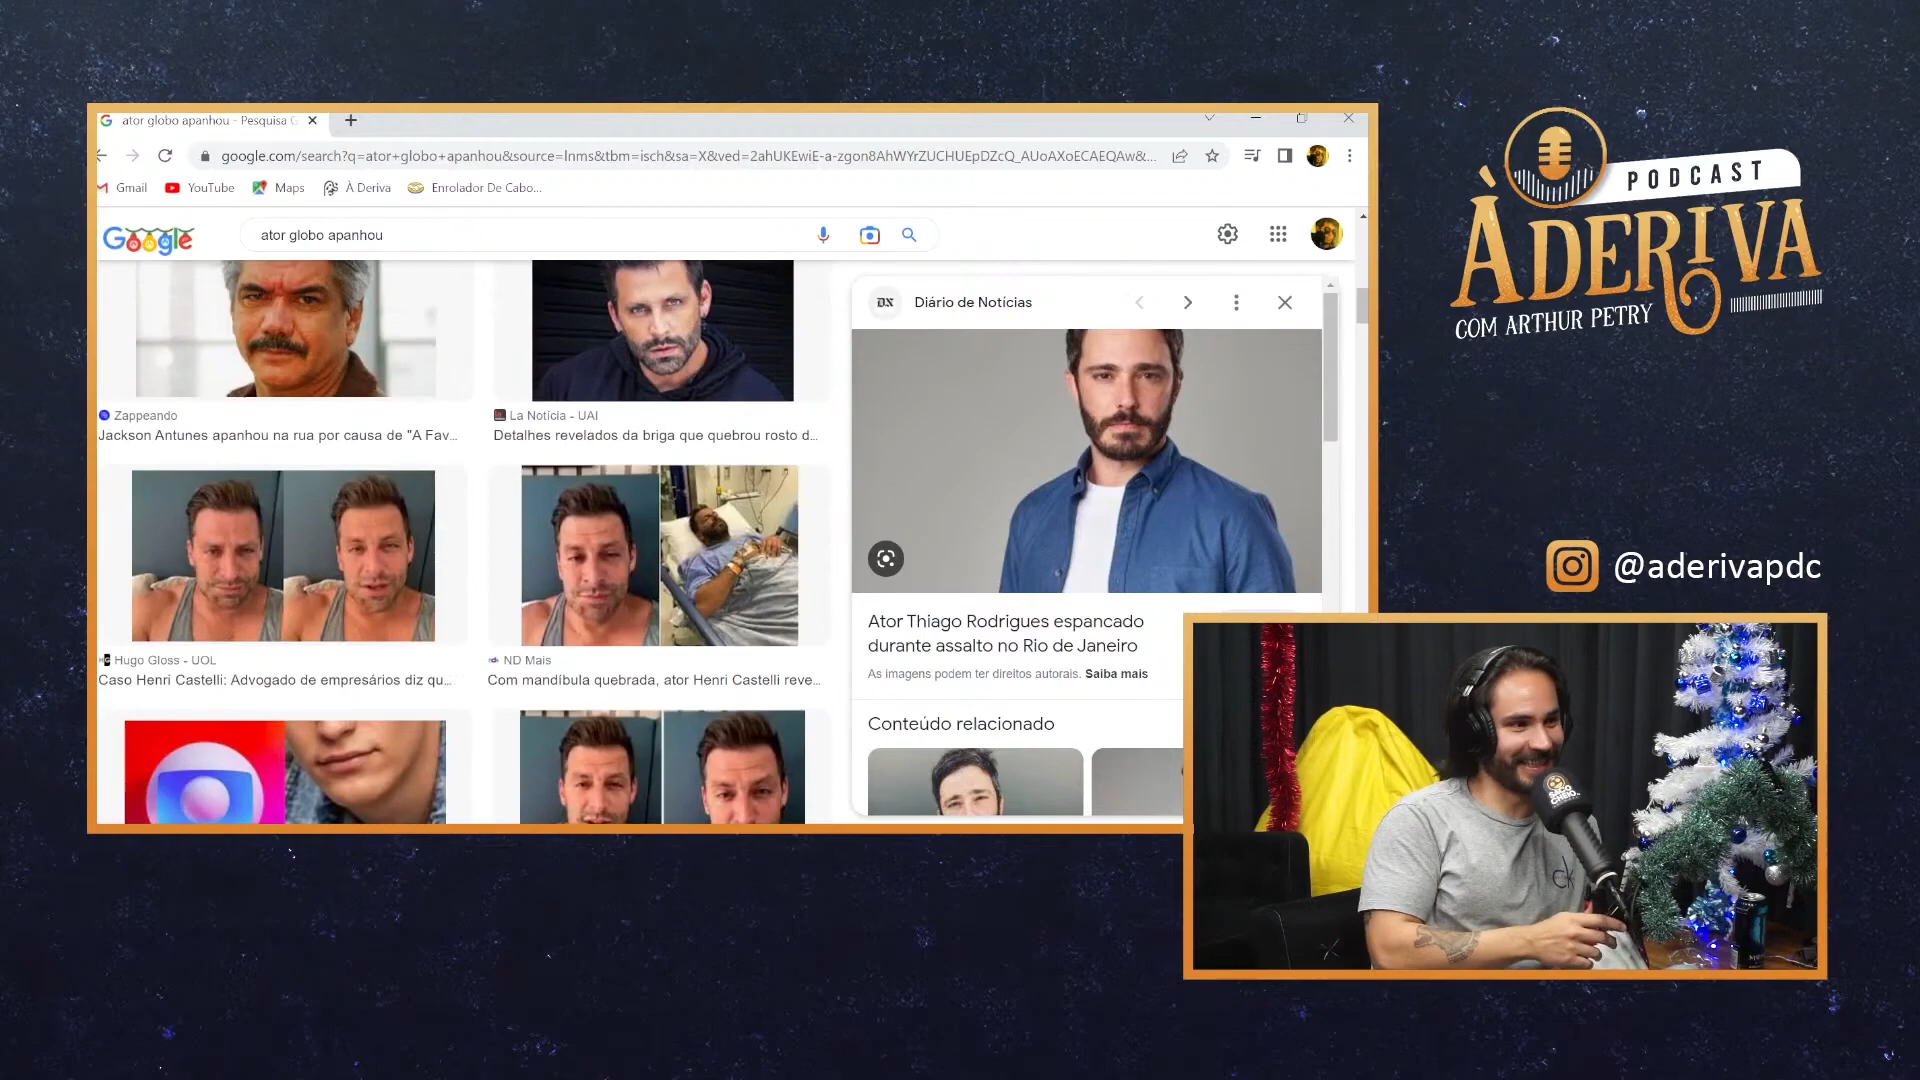 ator globo apanhou - Pesquisa G
google.com/search?q=ator+globo+apanhou&source=lnms&tbm=isch&sa=X&ved=2ahUKEwiE-a-zgon8AhWYrZUCHUEpDZcQ_AUoAXoECAEQAw&...
Gmail YouTube Maps À Deriva Enrolador De Cabo...
Google
ator globo apanhou
Zappeando
Jackson Antunes apanhou na rua por causa de "A Fav...
La Notícia - UAI
Detalhes revelados da briga que quebrou rosto d...
Hugo Gloss - UOL
Caso Henri Castelli: Advogado de empresários diz qu...
ND Mais
Com mandíbula quebrada, ator Henri Castelli reve...
Diário de Notícias
Ator Thiago Rodrigues espancado
durante assalto no Rio de Janeiro
As imagens podem ter direitos autorais. Saiba mais
Conteúdo relacionado
PODCAST
À DERIVA
COM ARTHUR PETRY
@aderivapdc
SACO
CHEIO
ck